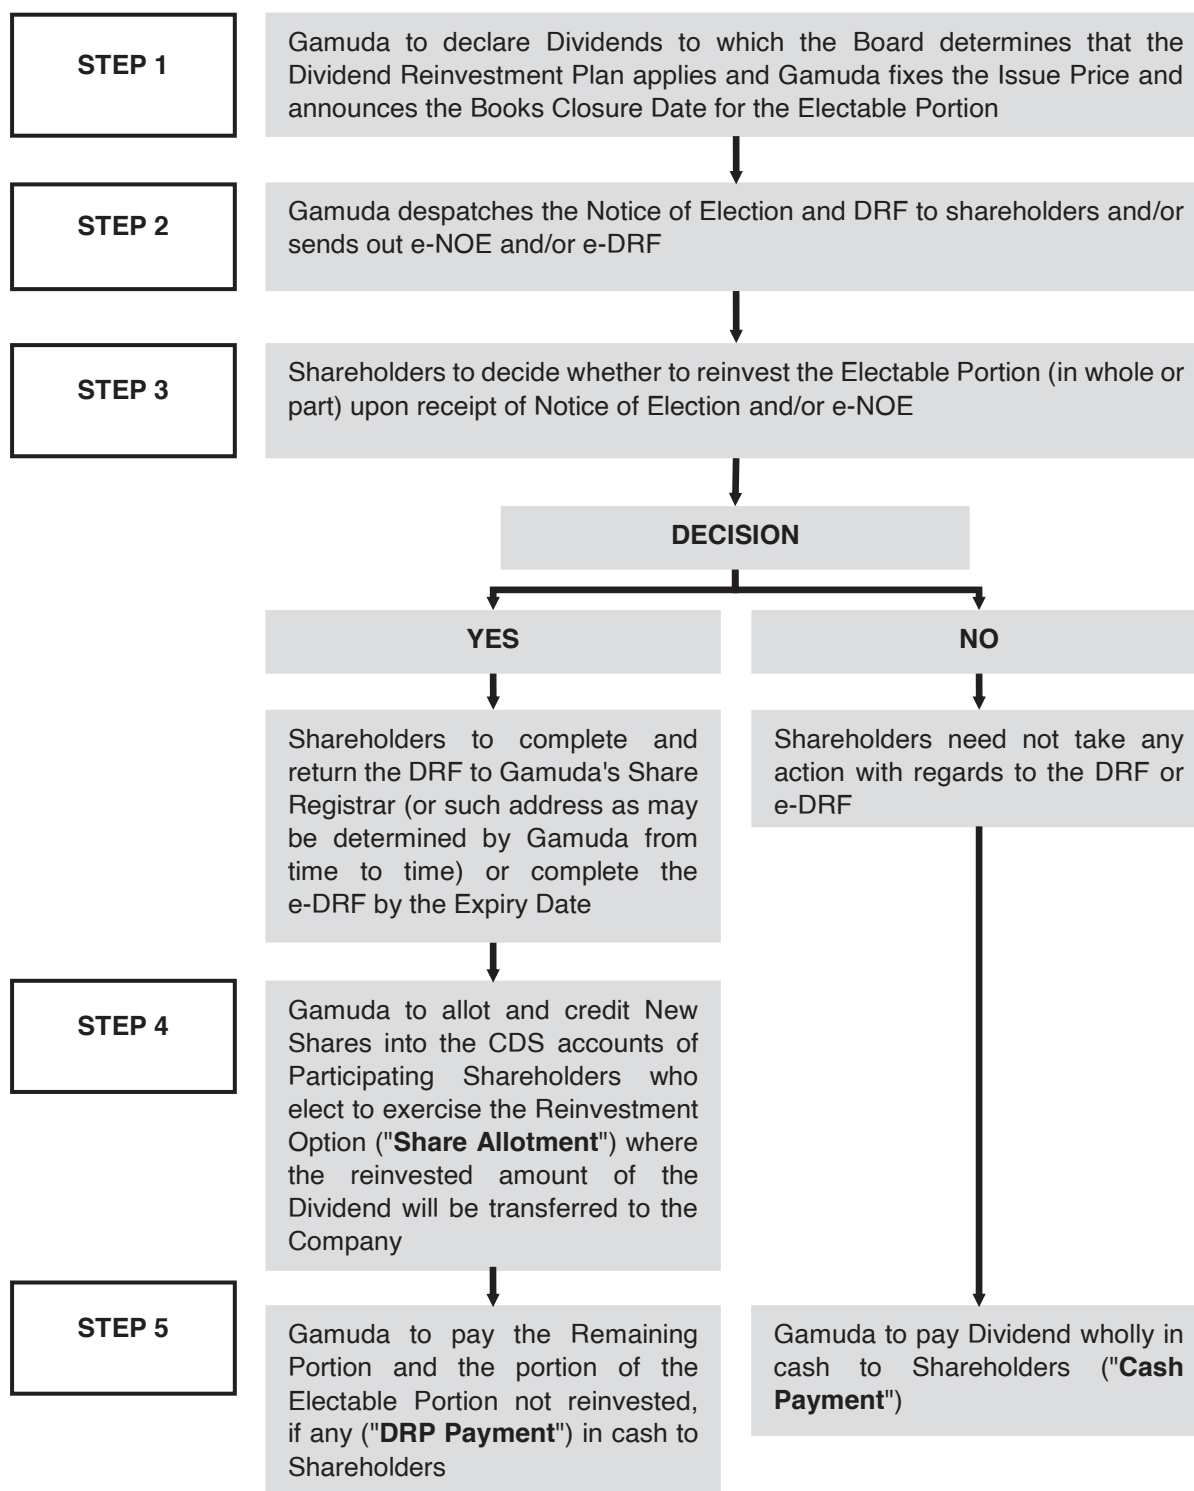 STEP 1
Gamuda to declare Dividends to which the Board determines that the
Dividend Reinvestment Plan applies and Gamuda fixes the Issue Price and
announces the Books Closure Date for the Electable Portion
STEP 2
Gamuda despatches the Notice of Election and DRF to shareholders and/or
sends out e-NOE and/or e-DRF
STEP 3
Shareholders to decide whether to reinvest the Electable Portion (in whole or
part) upon receipt of Notice of Election and/or e-NOE
DECISION
YES
NO
Shareholders to complete and
return the DRF to Gamuda's Share
Registrar (or such address as may
be determined by Gamuda from
time to time) or complete the
e-DRF by the Expiry Date
Shareholders need not take any
action with regards to the DRF or
e-DRF
STEP 4
Gamuda to allot and credit New
Shares into the CDS accounts of
Participating Shareholders who
elect to exercise the Reinvestment
Option ("Share Allotment") where
the reinvested amount of the
Dividend will be transferred to the
Company
STEP 5
Gamuda to pay the Remaining
Portion and the portion of the
Electable Portion not reinvested,
if any ("DRP Payment") in cash to
Shareholders
Gamuda to pay Dividend wholly in
cash to Shareholders ("Cash
Payment")